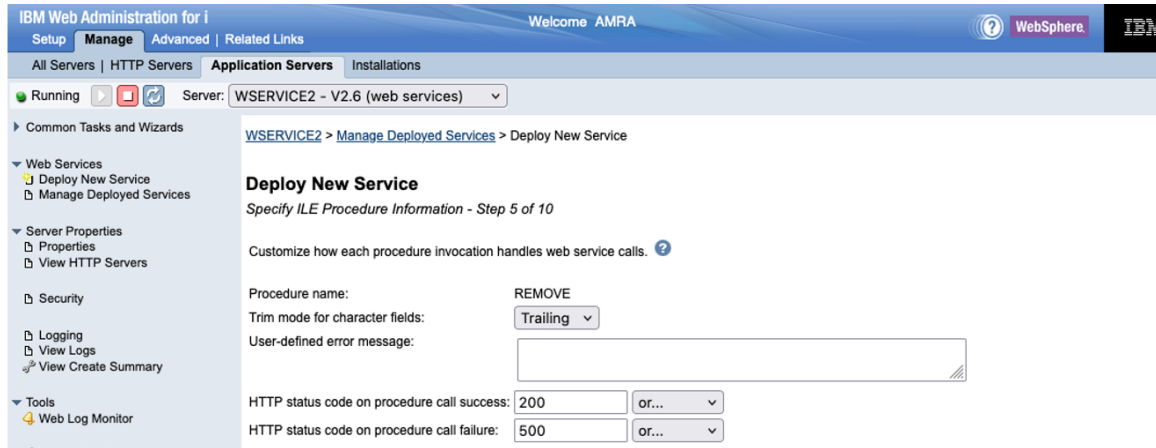 IBM Web Administration for i
Welcome AMRA
WebSphere.
IBM
Setup Manage Advanced | Related Links
All Servers | HTTP Servers Application Servers Installations
Running Server: WSERVICE2 - V2.6 (web services)
Common Tasks and Wizards
Web Services
Deploy New Service
Manage Deployed Services
Server Properties
Properties
View HTTP Servers
Security
Logging
View Logs
View Create Summary
Tools
Web Log Monitor
WSERVICE2 > Manage Deployed Services > Deploy New Service
Deploy New Service
Specify ILE Procedure Information - Step 5 of 10
Customize how each procedure invocation handles web service calls. ?
Procedure name: REMOVE
Trim mode for character fields: Trailing
User-defined error message:
HTTP status code on procedure call success: 200 or...
HTTP status code on procedure call failure: 500 or...